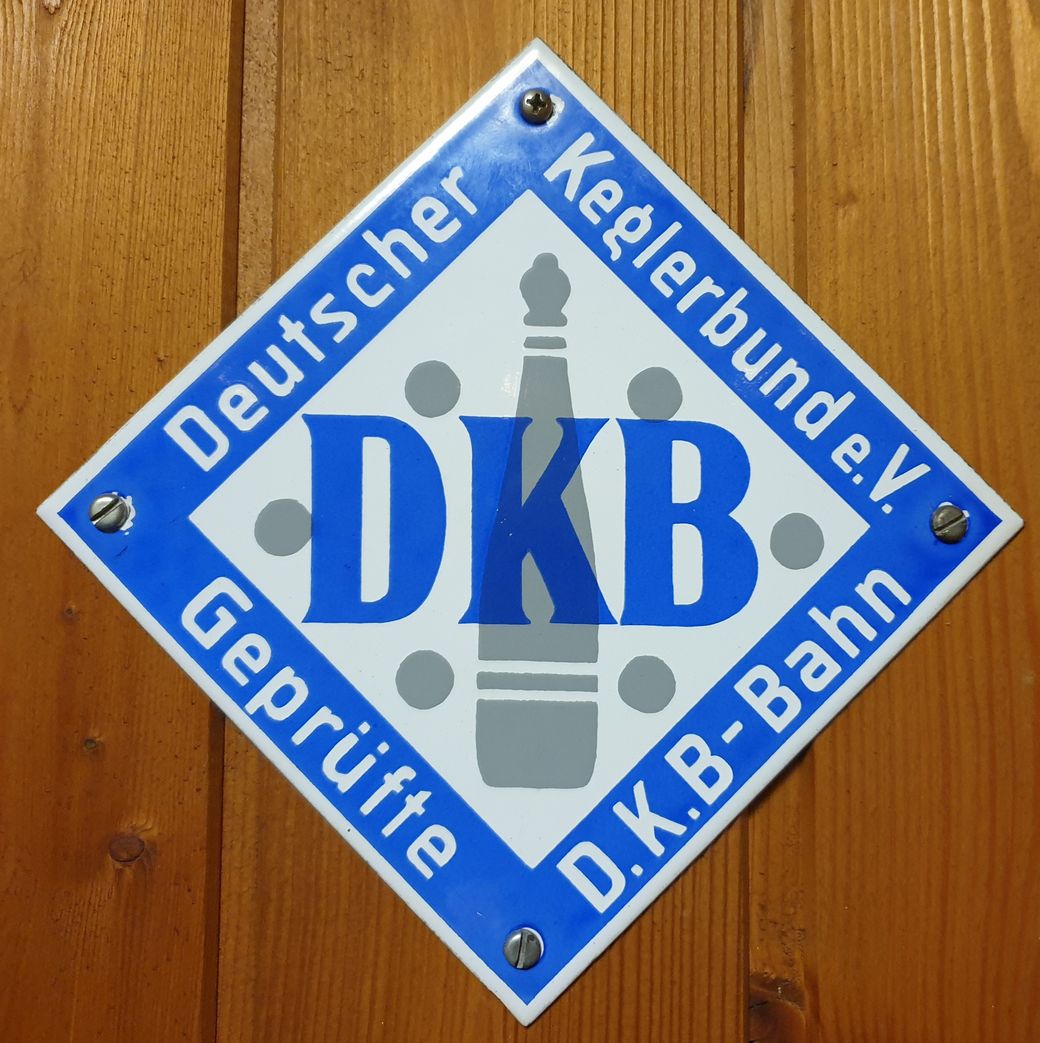 Deutscher
Keglerbund e.V.
DKB
Geprüfte
D.K.B-Bahn